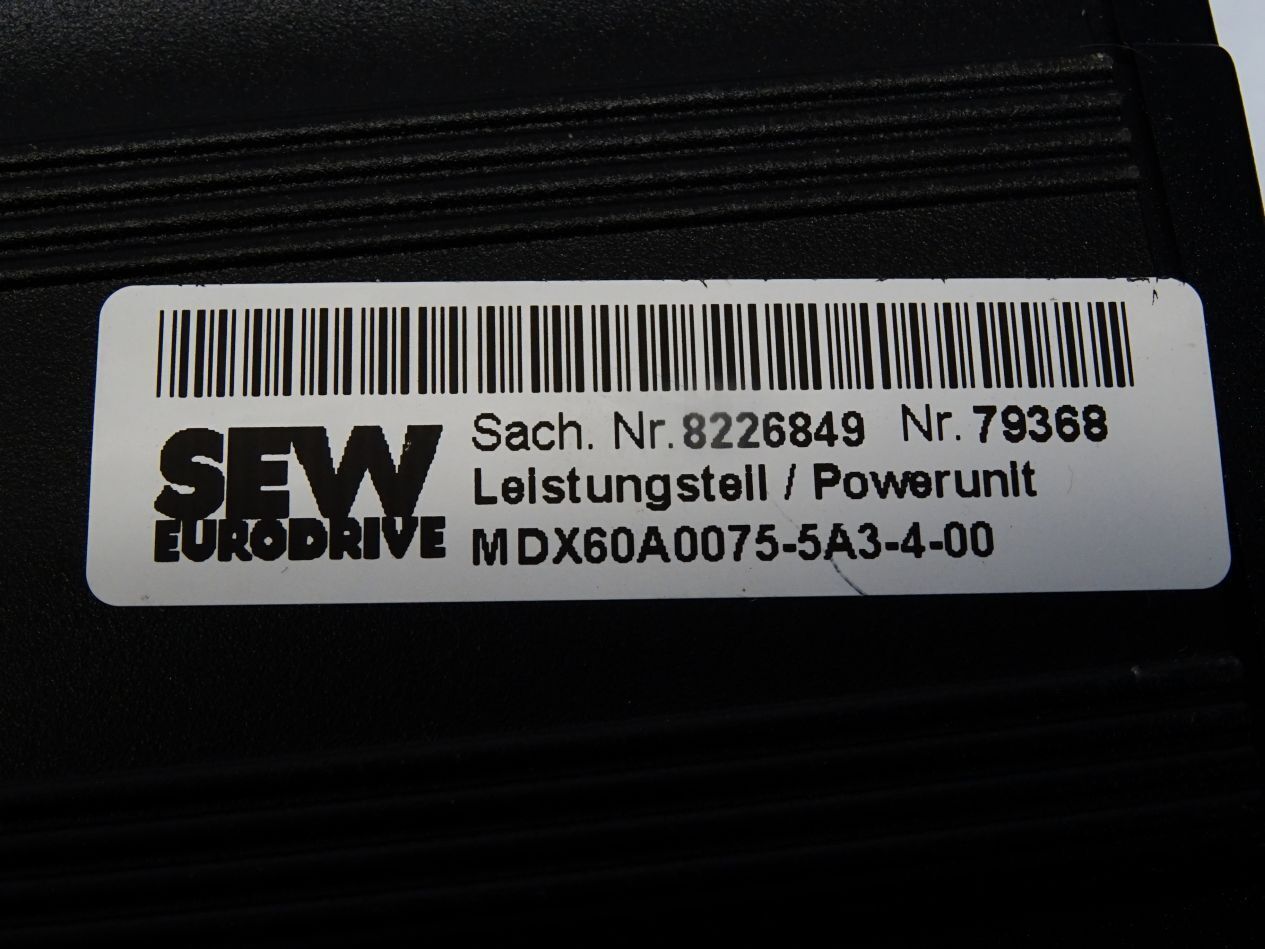 SEW
EURODRIVE
Sach. Nr. 8226849 Nr. 79368
Leistungsteil / Powerunit
MDX60A0075-5A3-4-00